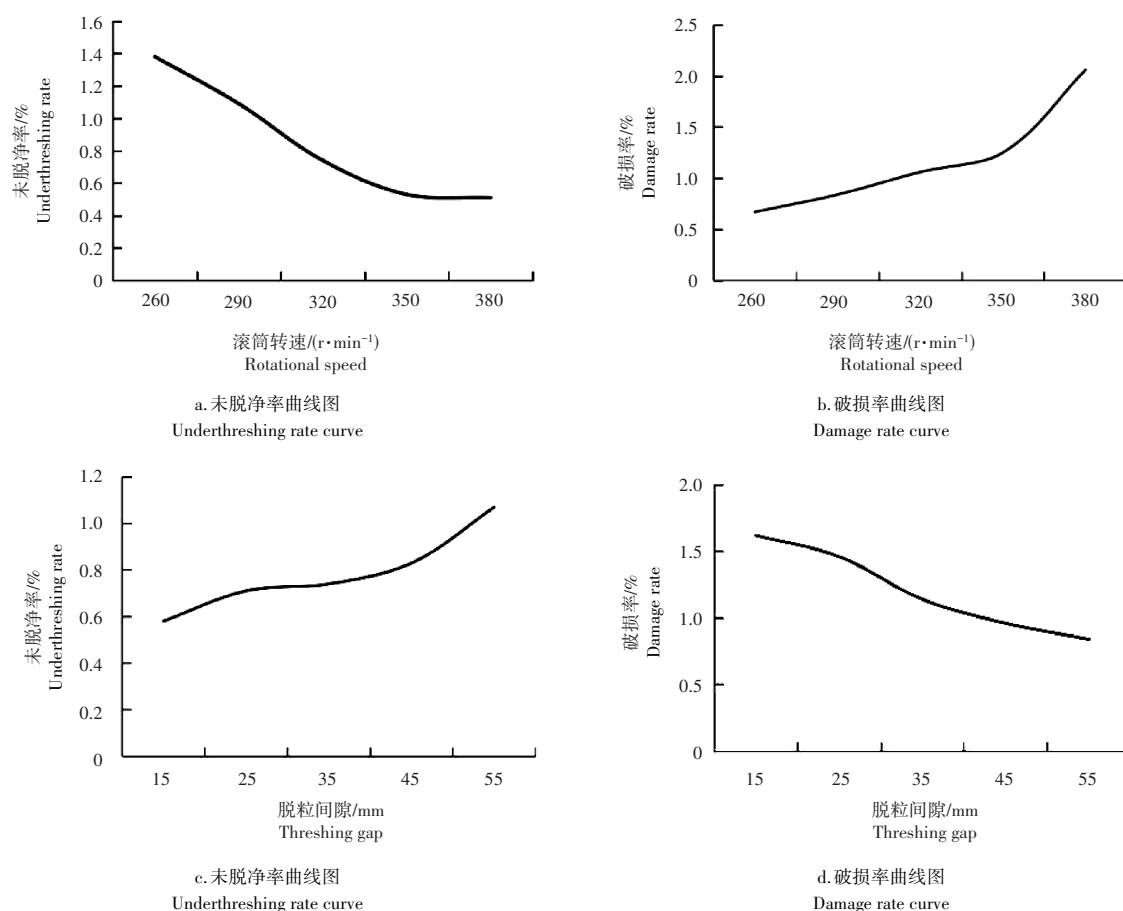 1.6
1.4
1.2
1.0
0.8
0.6
0.4
0.2
0
未脱净率/%
Underthreshing rate
260 290 320 350 380
滚筒转速/(r·min⁻¹)
Rotational speed
a.未脱净率曲线图
Underthreshing rate curve
2.5
2.0
1.5
1.0
0.5
0
破损率/%
Damage rate
260 290 320 350 380
滚筒转速/(r·min⁻¹)
Rotational speed
b.破损率曲线图
Damage rate curve
1.2
1.0
0.8
0.6
0.4
0.2
0
未脱净率/%
Underthreshing rate
15 25 35 45 55
脱粒间隙/mm
Threshing gap
c.未脱净率曲线图
Underthreshing rate curve
2.0
1.5
1.0
0.5
0
破损率/%
Damage rate
15 25 35 45 55
脱粒间隙/mm
Threshing gap
d.破损率曲线图
Damage rate curve